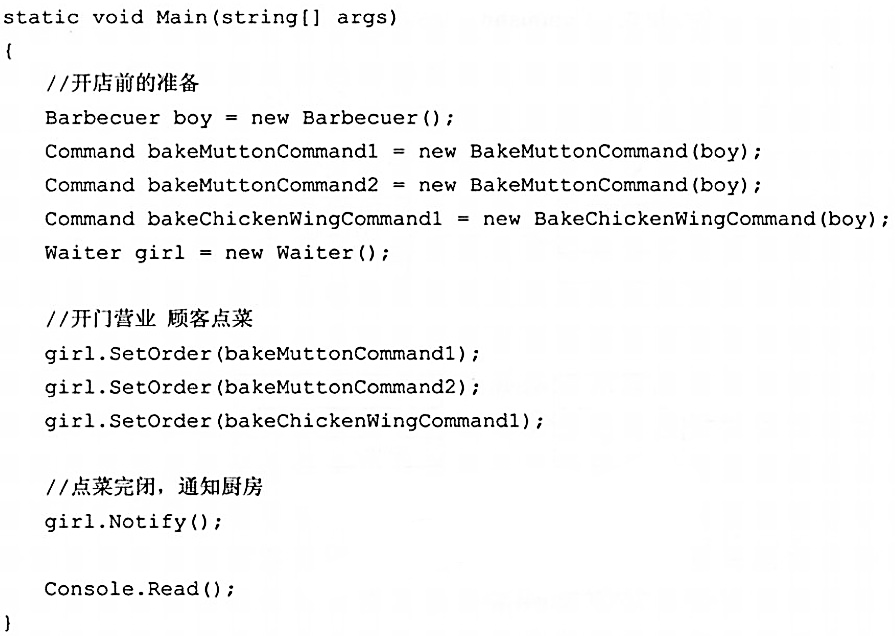 static void Main(string[] args)
{
//开店前的准备
Barbecuer boy = new Barbecuer();
Command bakeMuttonCommand1 = new BakeMuttonCommand(boy);
Command bakeMuttonCommand2 = new BakeMuttonCommand(boy);
Command bakeChickenWingCommand1 = new BakeChickenWingCommand(boy);
Waiter girl = new Waiter();
//开门营业 顾客点菜
girl.SetOrder(bakeMuttonCommand1);
girl.SetOrder(bakeMuttonCommand2);
girl.SetOrder(bakeChickenWingCommand1);
//点菜完闭，通知厨房
girl.Notify();
Console.Read();
}